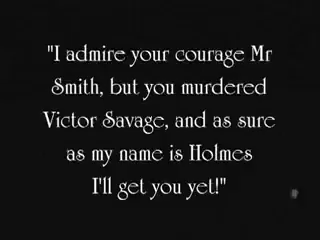 "I admire your courage Mr
Smith, but you murdered
Victor Savage, and as sure
as my name is Holmes
I'll get you yet!"